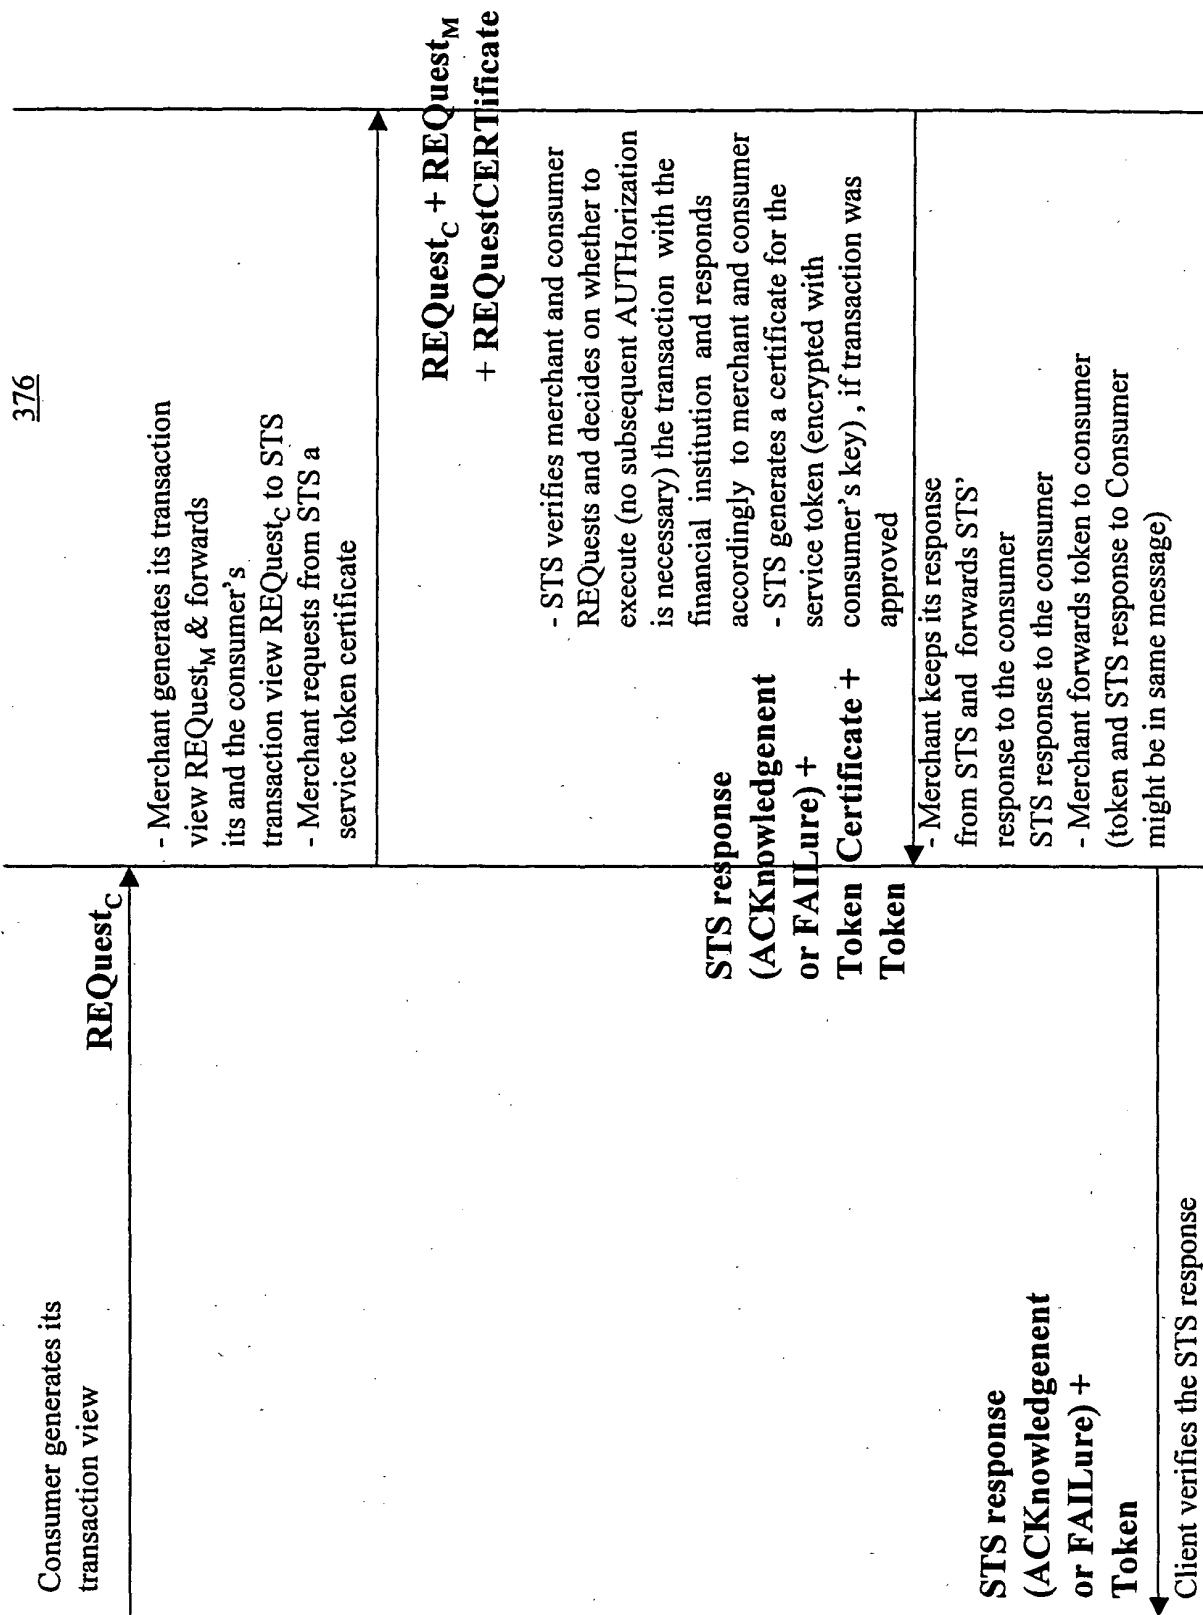 376
Consumer generates its
transaction view
REQuest_C
- Merchant generates its transaction
view REQuest_M & forwards
its and the consumer's
transaction view REQuest_C to STS
- Merchant requests from STS a
service token certificate
REQuest_C + REQuest_M
+ REQuestCERTificate
- STS verifies merchant and consumer
REQuests and decides on whether to
execute (no subsequent AUTHorization
is necessary) the transaction with the
financial institution and responds
accordingly to merchant and consumer
- STS generates a certificate for the
service token (encrypted with
consumer's key) , if transaction was
approved
STS response
(ACKnowledgenent
or FAILure) +
Token Certificate +
Token
- Merchant keeps its response
from STS and forwards STS'
response to the consumer
STS response to the consumer
- Merchant forwards token to consumer
(token and STS response to Consumer
might be in same message)
STS response
(ACKnowledgenent
or FAILure) +
Token
Client verifies the STS response